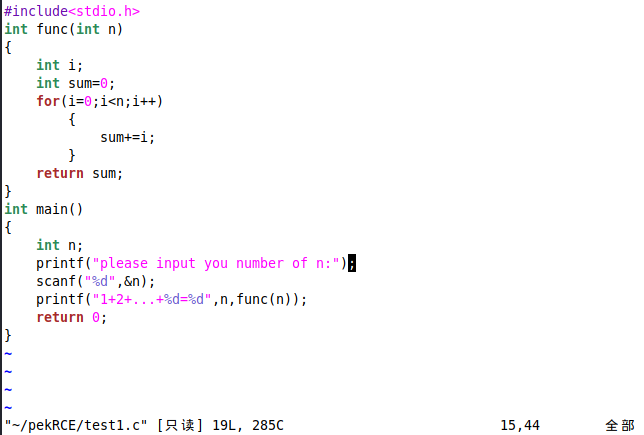 #include<stdio.h>
int func(int n)
{
    int i;
    int sum=0;
    for(i=0;i<n;i++)
        {
            sum+=i;
        }
    return sum;
}
int main()
{
    int n;
    printf("please input you number of n:");
    scanf("%d",&n);
    printf("1+2+...+%d=%d",n,func(n));
    return 0;
}
~
~
~
~
"~/pekRCE/test1.c" [只读] 19L, 285C 15,44 全部